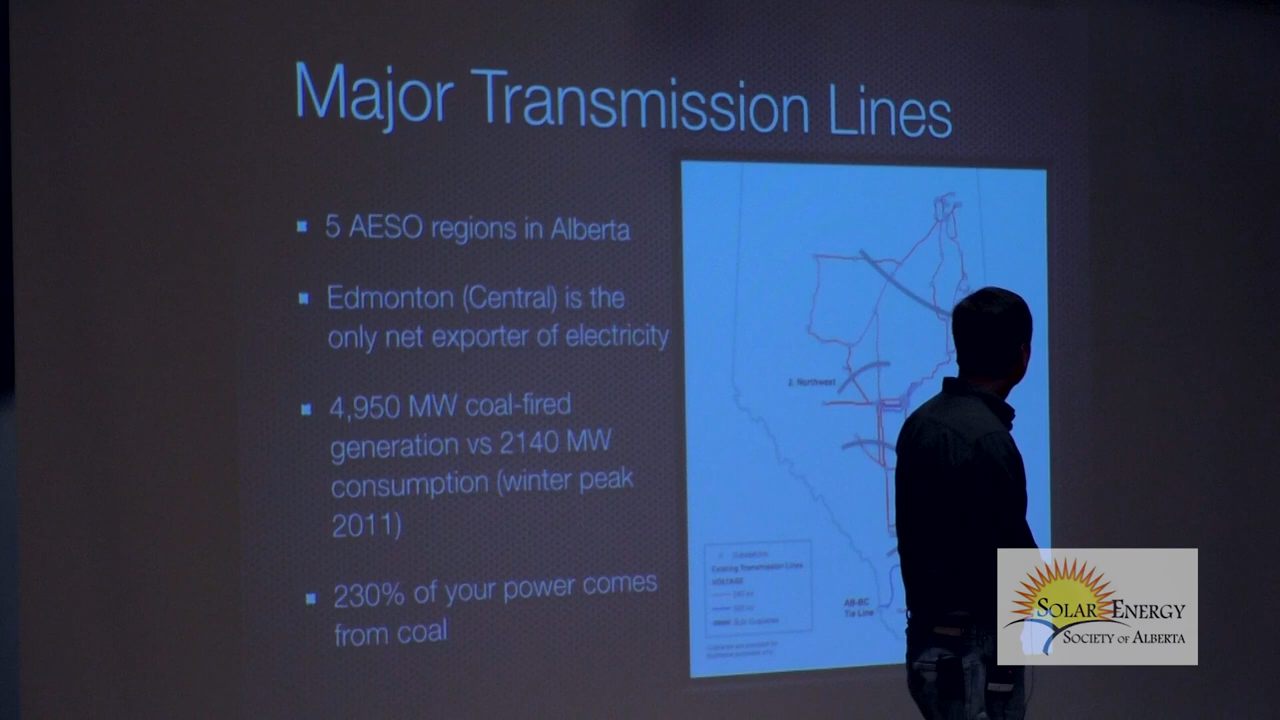 Major Transmission Lines
5 AESO regions in Alberta
Edmonton (Central) is the
only net exporter of electricity
4,950 MW coal-fired
generation vs 2140 MW
consumption (winter peak
2011)
230% of your power comes
from coal
J. Northwest
Substations
Existing Transmission Lines
VOLTAGE
AB-BC
Tie Line
SOLAR ENERGY
SOCIETY OF ALBERTA